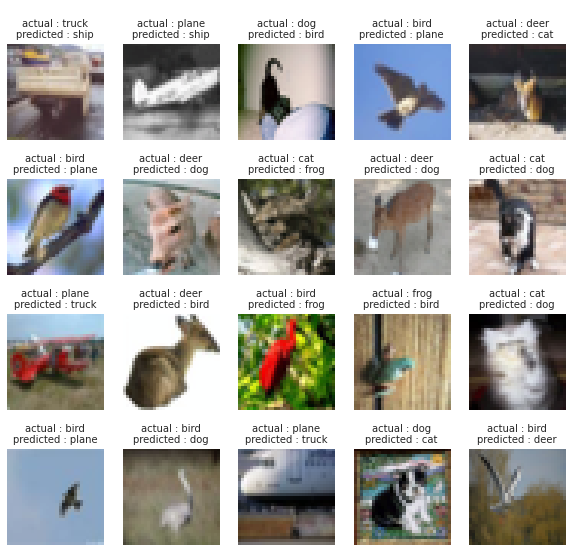 actual : truck
predicted : ship
actual : plane
predicted : ship
actual : dog
predicted : bird
actual : bird
predicted : plane
actual : deer
predicted : cat
actual : bird
predicted : plane
actual : deer
predicted : dog
actual : cat
predicted : frog
actual : deer
predicted : dog
actual : cat
predicted : dog
actual : plane
predicted : truck
actual : deer
predicted : bird
actual : bird
predicted : frog
actual : frog
predicted : bird
actual : cat
predicted : dog
actual : bird
predicted : plane
actual : bird
predicted : dog
actual : plane
predicted : truck
actual : dog
predicted : cat
actual : bird
predicted : deer